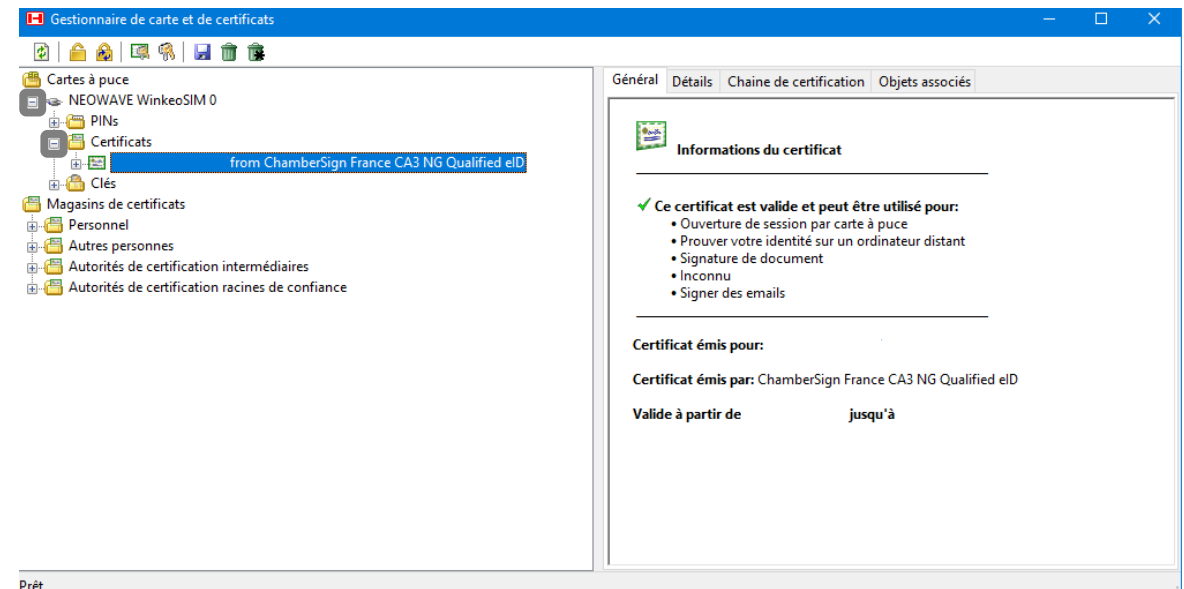 Gestionnaire de carte et de certificats
Cartes à puce
NEOWAVE WinkeoSIM 0
PINs
Certificats
from ChamberSign France CA3 NG Qualified eID
Clés
Magasins de certificats
Personnel
Autres personnes
Autorités de certification intermédiaires
Autorités de certification racines de confiance
Général Détails Chaine de certification Objets associés
Informations du certificat
Ce certificat est valide et peut être utilisé pour:
• Ouverture de session par carte à puce
• Prouver votre identité sur un ordinateur distant
• Signature de document
• Inconnu
• Signer des emails
Certificat émis pour:
Certificat émis par: ChamberSign France CA3 NG Qualified eID
Valide à partir de jusqu'à
Prêt